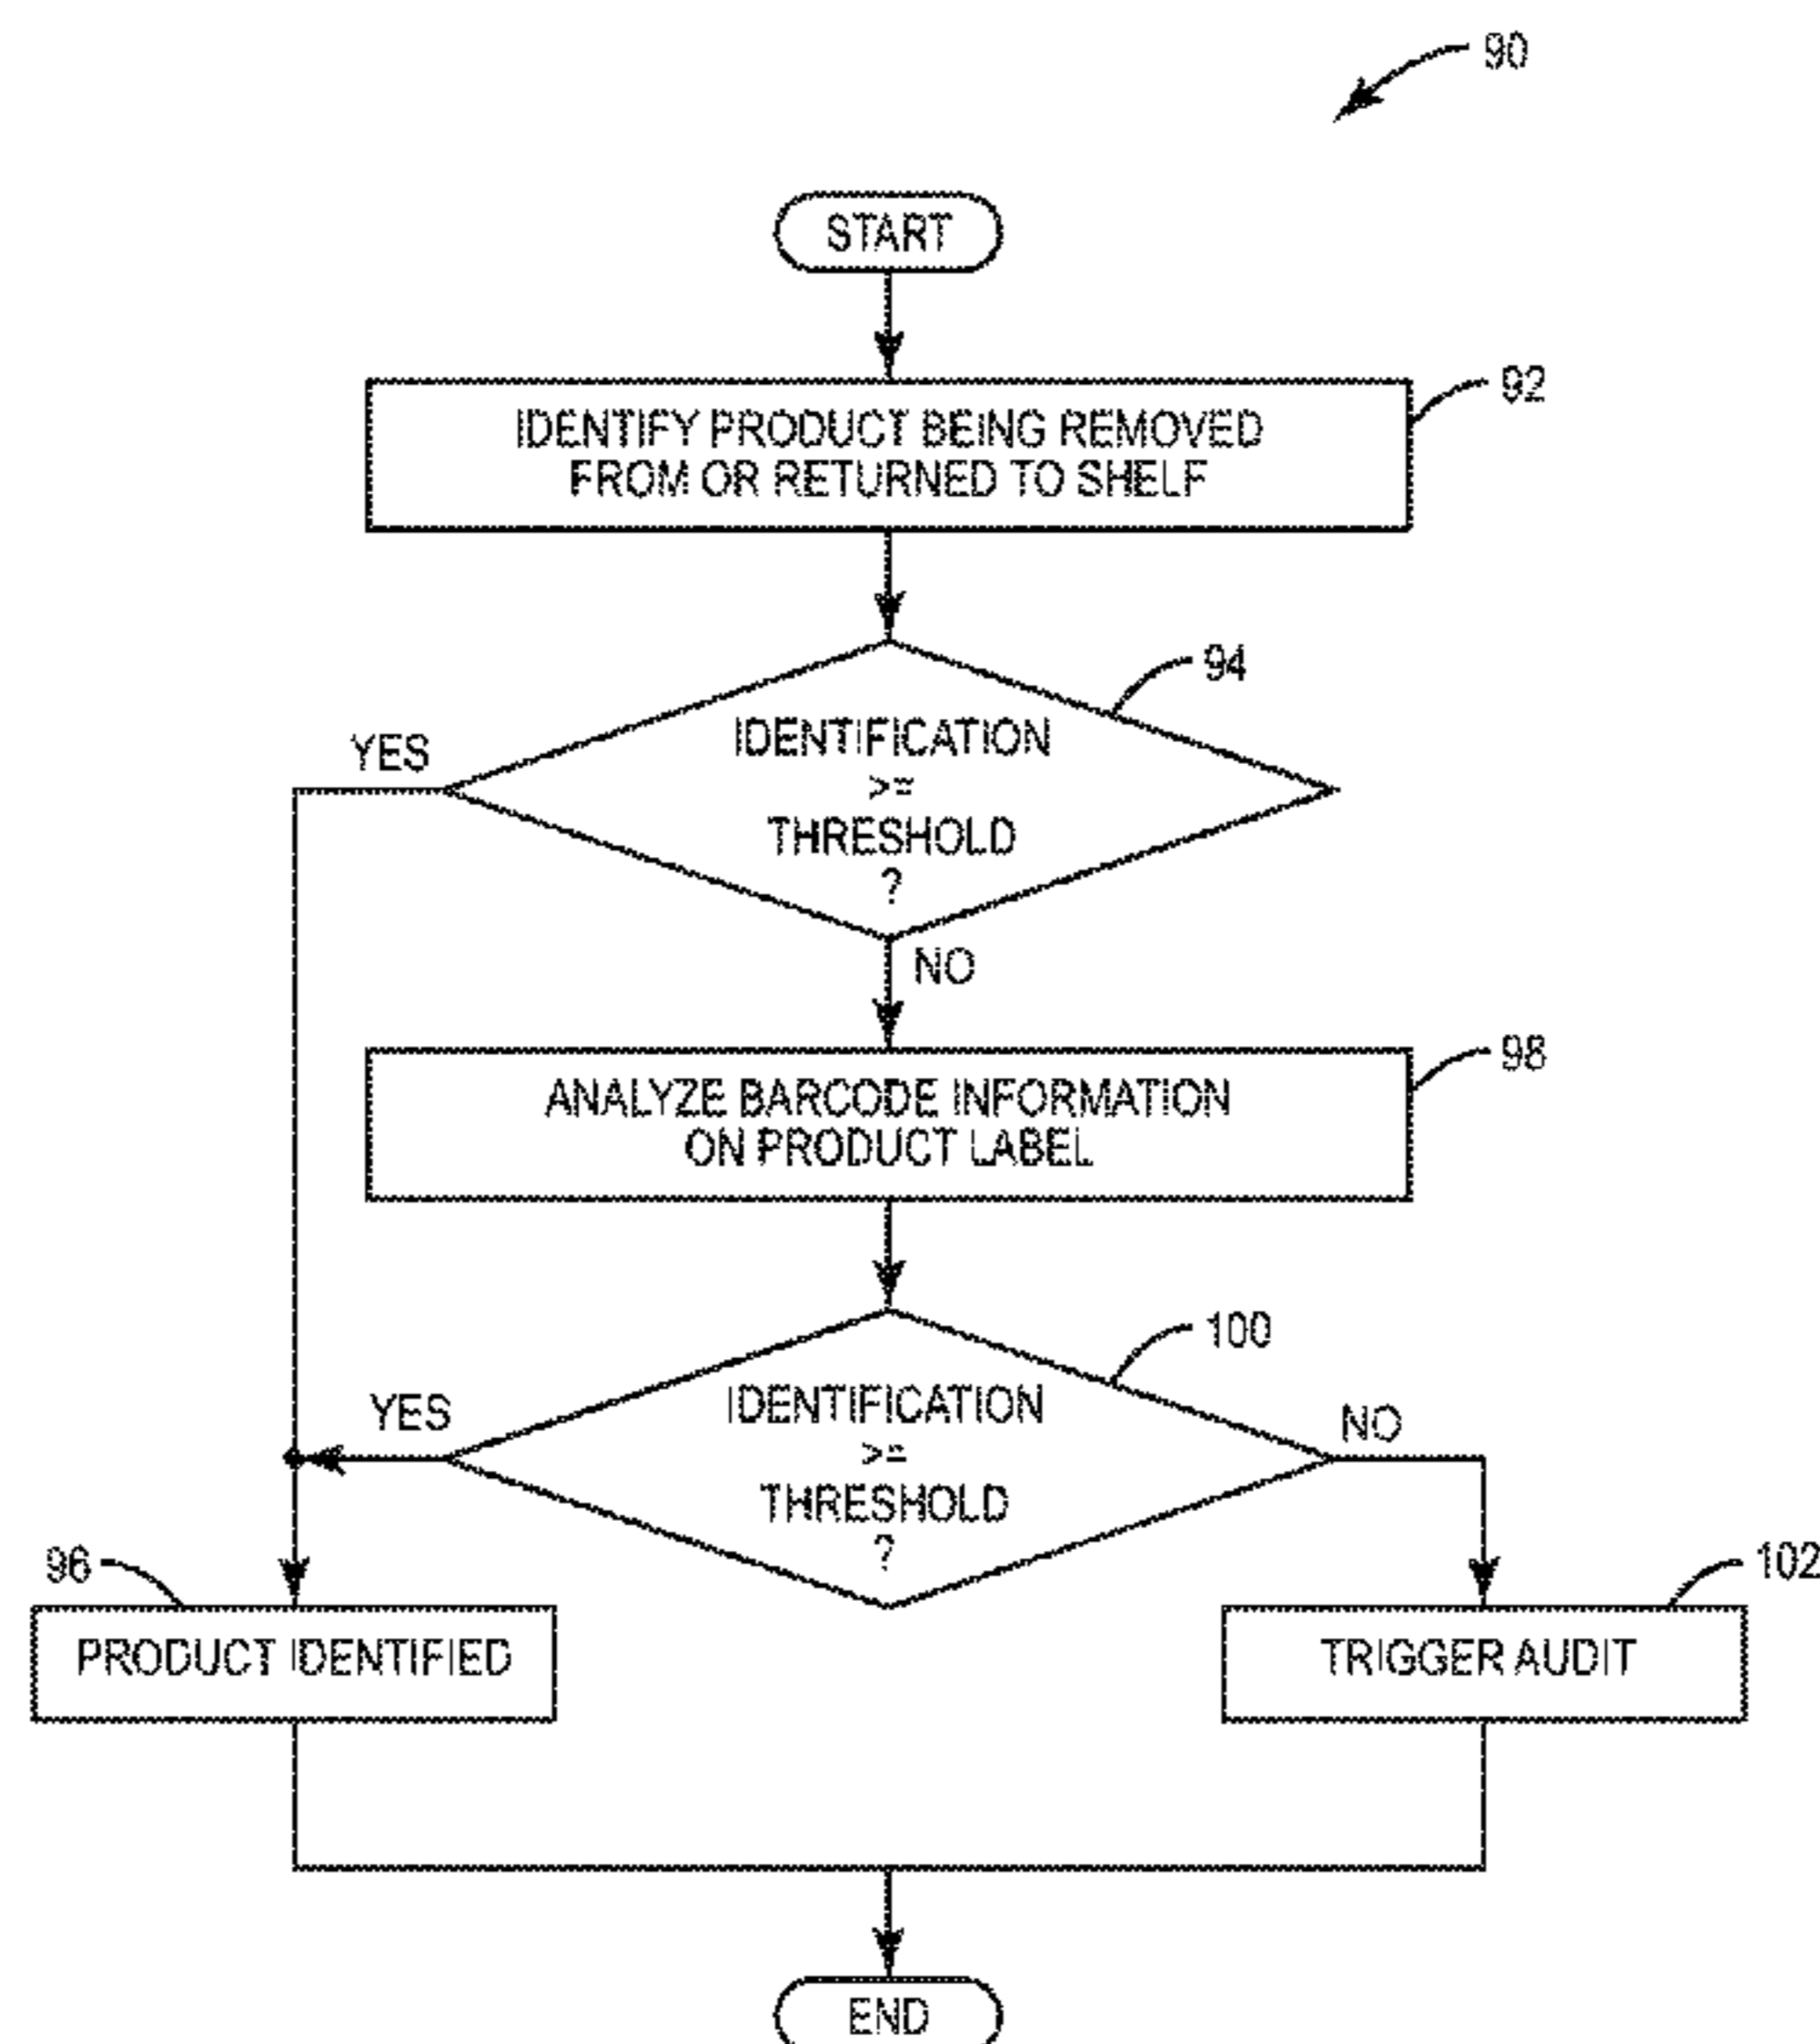 90
START
92
IDENTIFY PRODUCT BEING REMOVED
FROM OR RETURNED TO SHELF
94
YES
IDENTIFICATION
>=
THRESHOLD
?
NO
98
ANALYZE BARCODE INFORMATION
ON PRODUCT LABEL
100
YES
IDENTIFICATION
>=
THRESHOLD
?
NO
96
PRODUCT IDENTIFIED
102
TRIGGER AUDIT
END